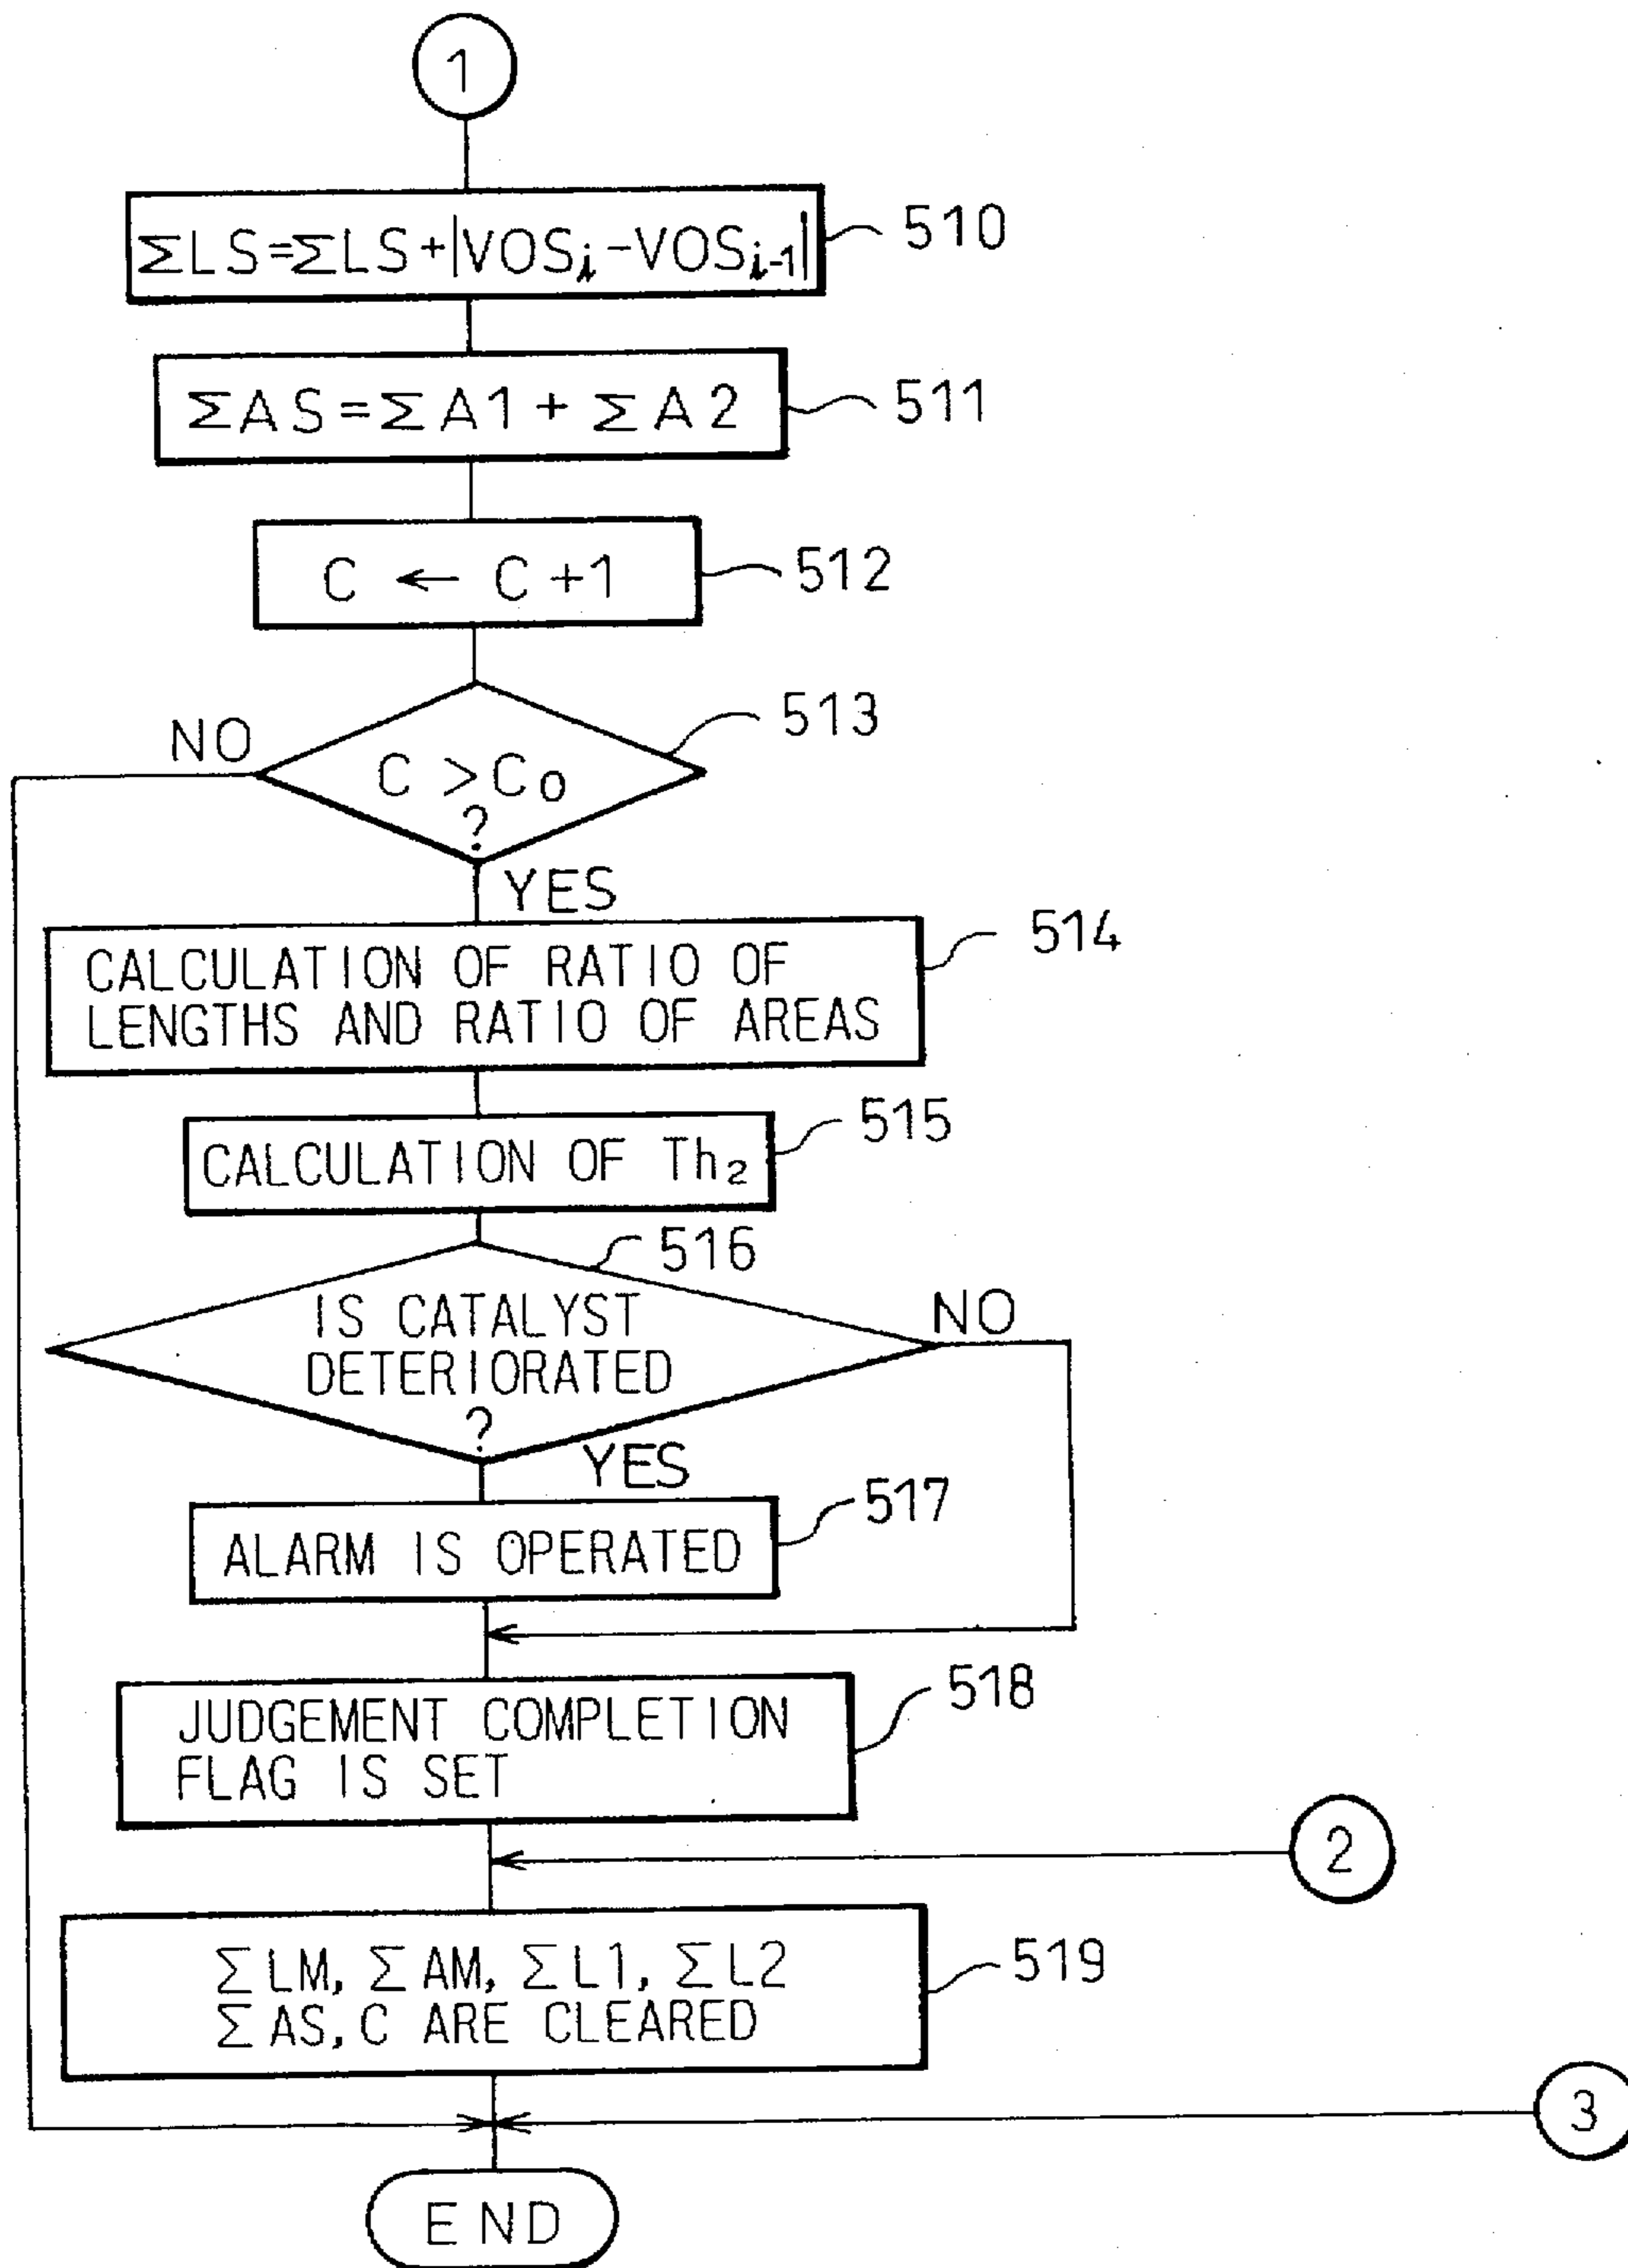 1
ΣLS=ΣLS+|VOSi-VOSi-1|
510
ΣAS=ΣA1+ΣA2
511
C ← C+1
512
513
NO
C > C0
?
YES
514
CALCULATION OF RATIO OF
LENGTHS AND RATIO OF AREAS
515
CALCULATION OF Th2
516
IS CATALYST
DETERIORATED
?
NO
YES
517
ALARM IS OPERATED
518
JUDGEMENT COMPLETION
FLAG IS SET
2
ΣLM, ΣAM, ΣL1, ΣL2
ΣAS, C ARE CLEARED
519
3
END